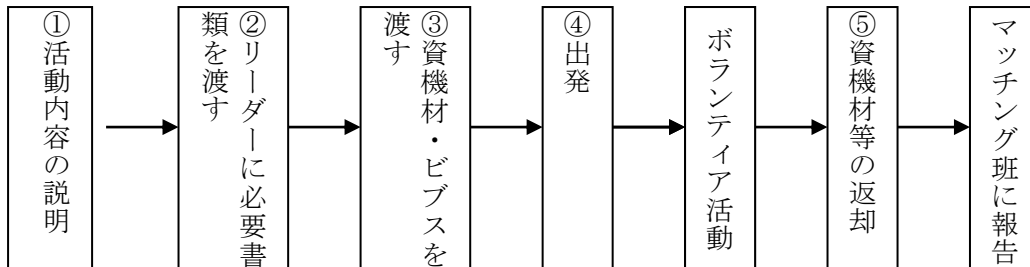 ①活動内容の説明
②リーダーに必要書
類を渡す
③資機材・ビブスを
渡す
④出発
ボランティア活動
⑤資機材等の返却
マッチング班に報告